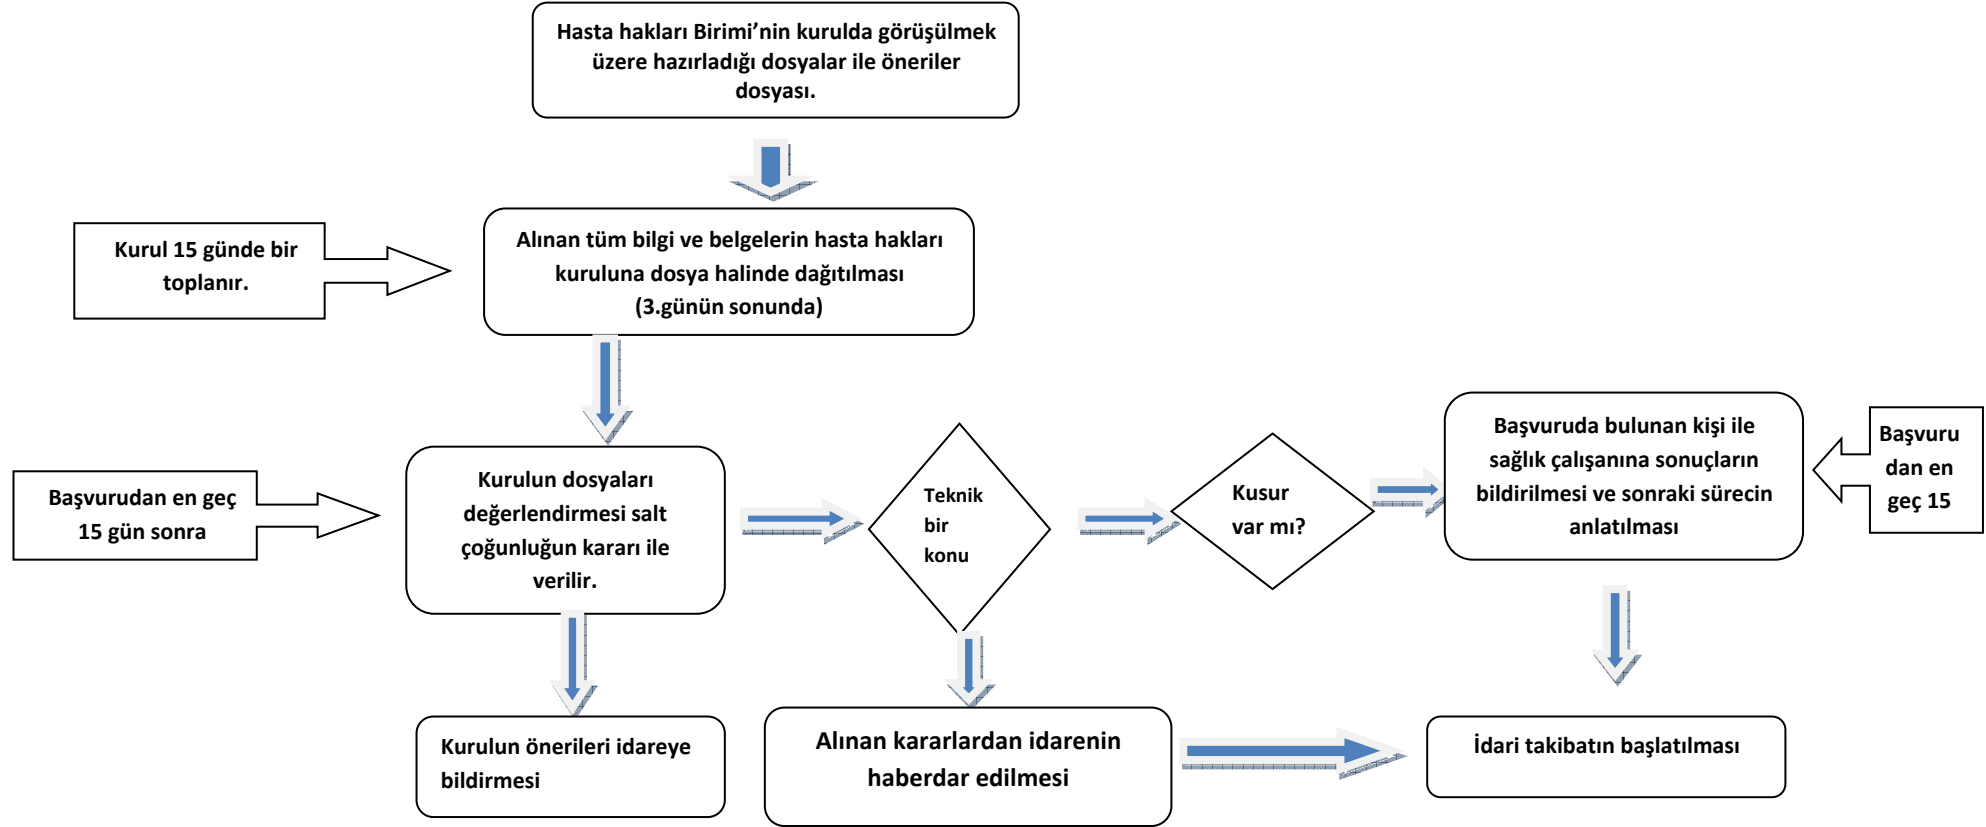 Hasta hakları Birimi’nin kurulda görüşülmek
üzere hazırladığı dosyalar ile öneriler
dosyası.
Kurul 15 günde bir
toplanır.
Alınan tüm bilgi ve belgelerin hasta hakları
kuruluna dosya halinde dağıtılması
(3.günün sonunda)
Başvurudan en geç
15 gün sonra
Kurulun dosyaları
değerlendirmesi salt
çoğunluğun kararı ile
verilir.
Teknik
bir
konu
Kusur
var mı?
Başvuruda bulunan kişi ile
sağlık çalışanına sonuçların
bildirilmesi ve sonraki sürecin
anlatılması
Başvuru
dan en
geç 15
Kurulun önerileri idareye
bildirmesi
Alınan kararlardan idarenin
haberdar edilmesi
İdari takibatın başlatılması